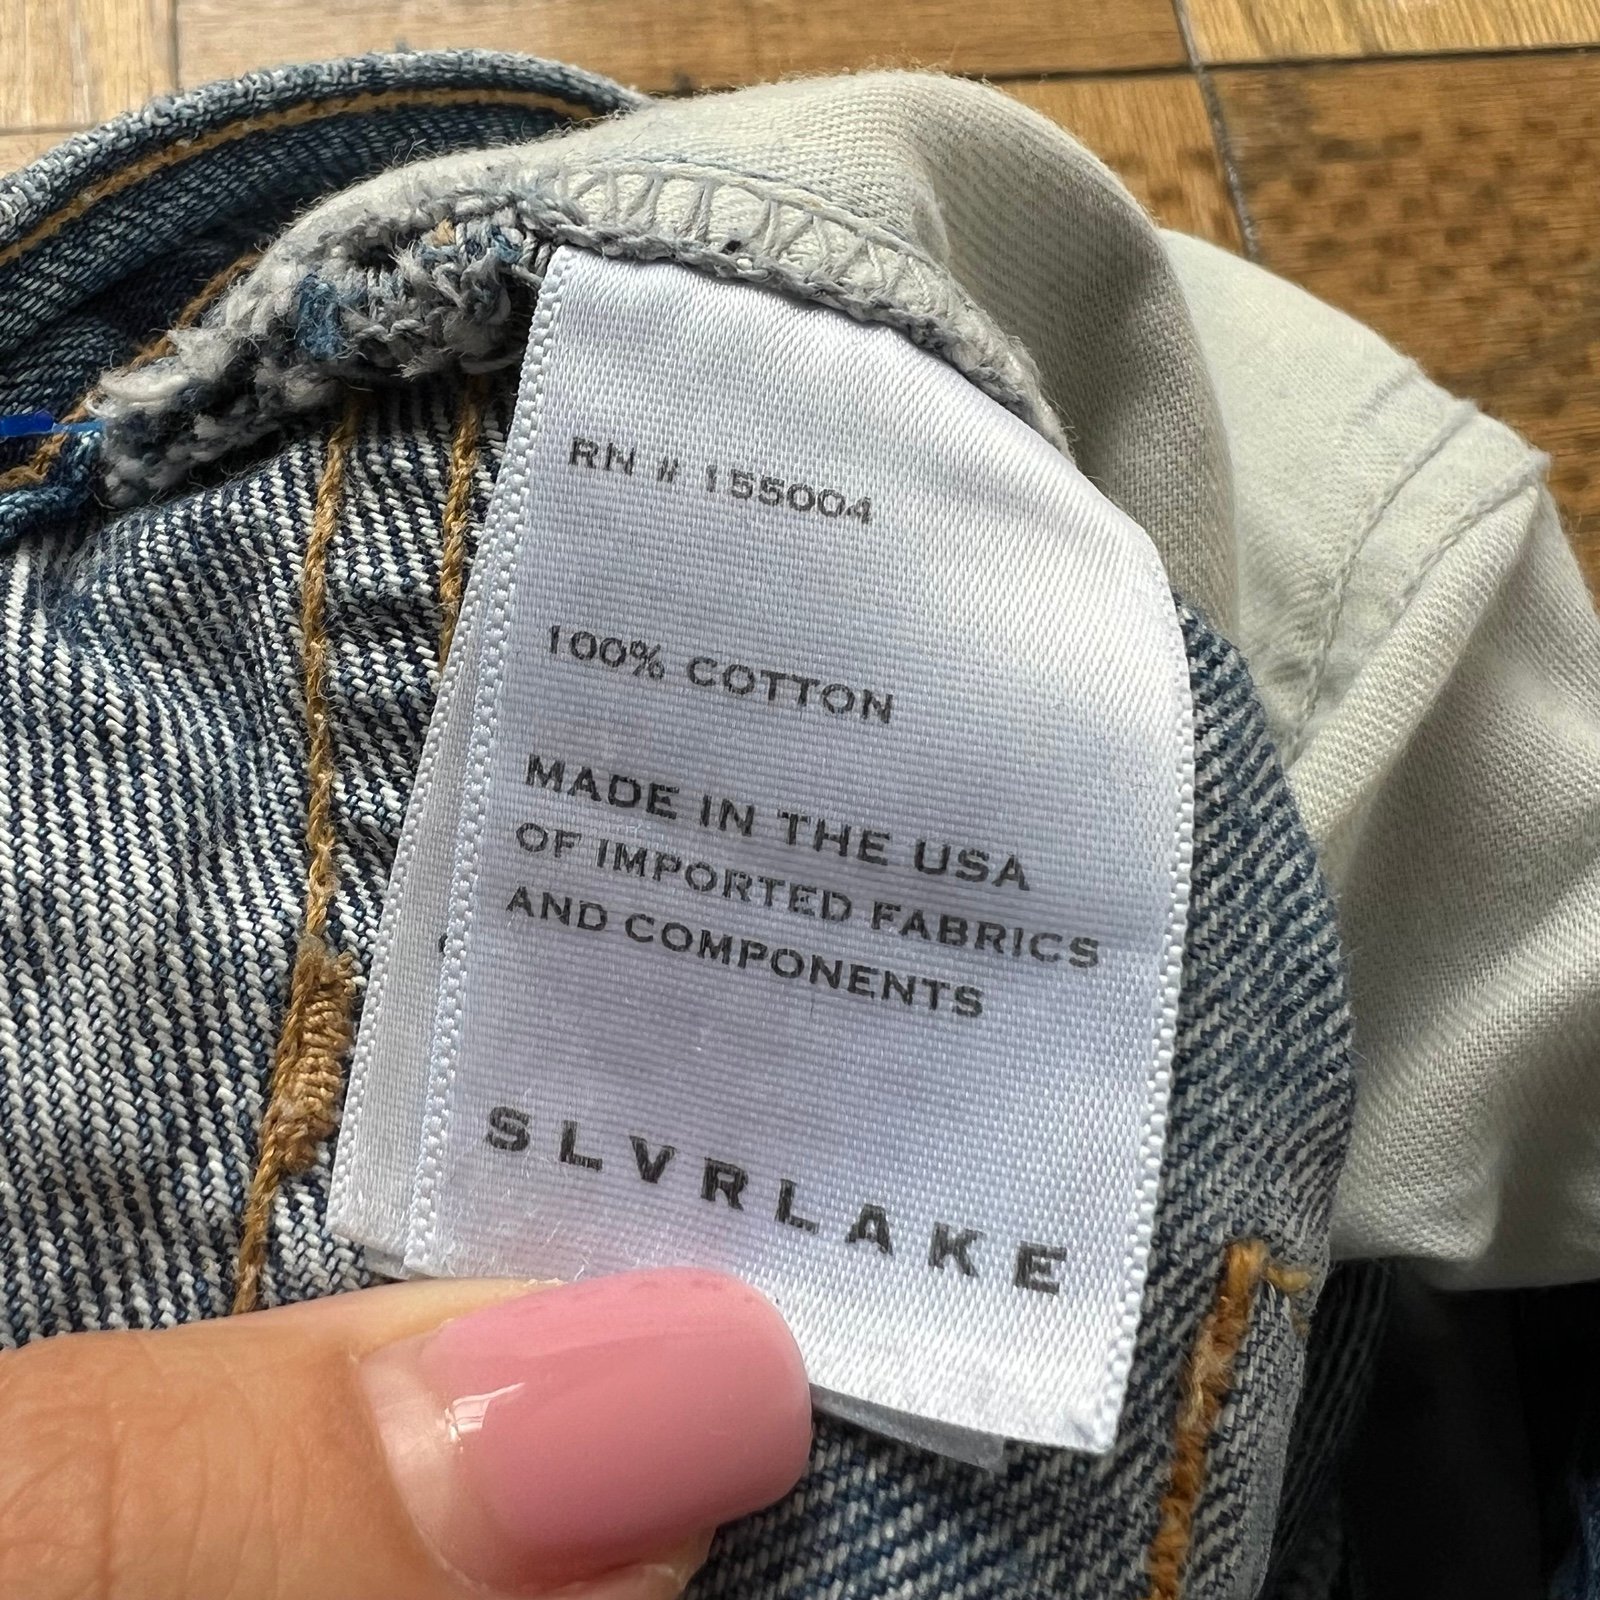 RN # 155004
100% COTTON
MADE IN THE USA
OF IMPORTED FABRICS
AND COMPONENTS
SLVRLAKE